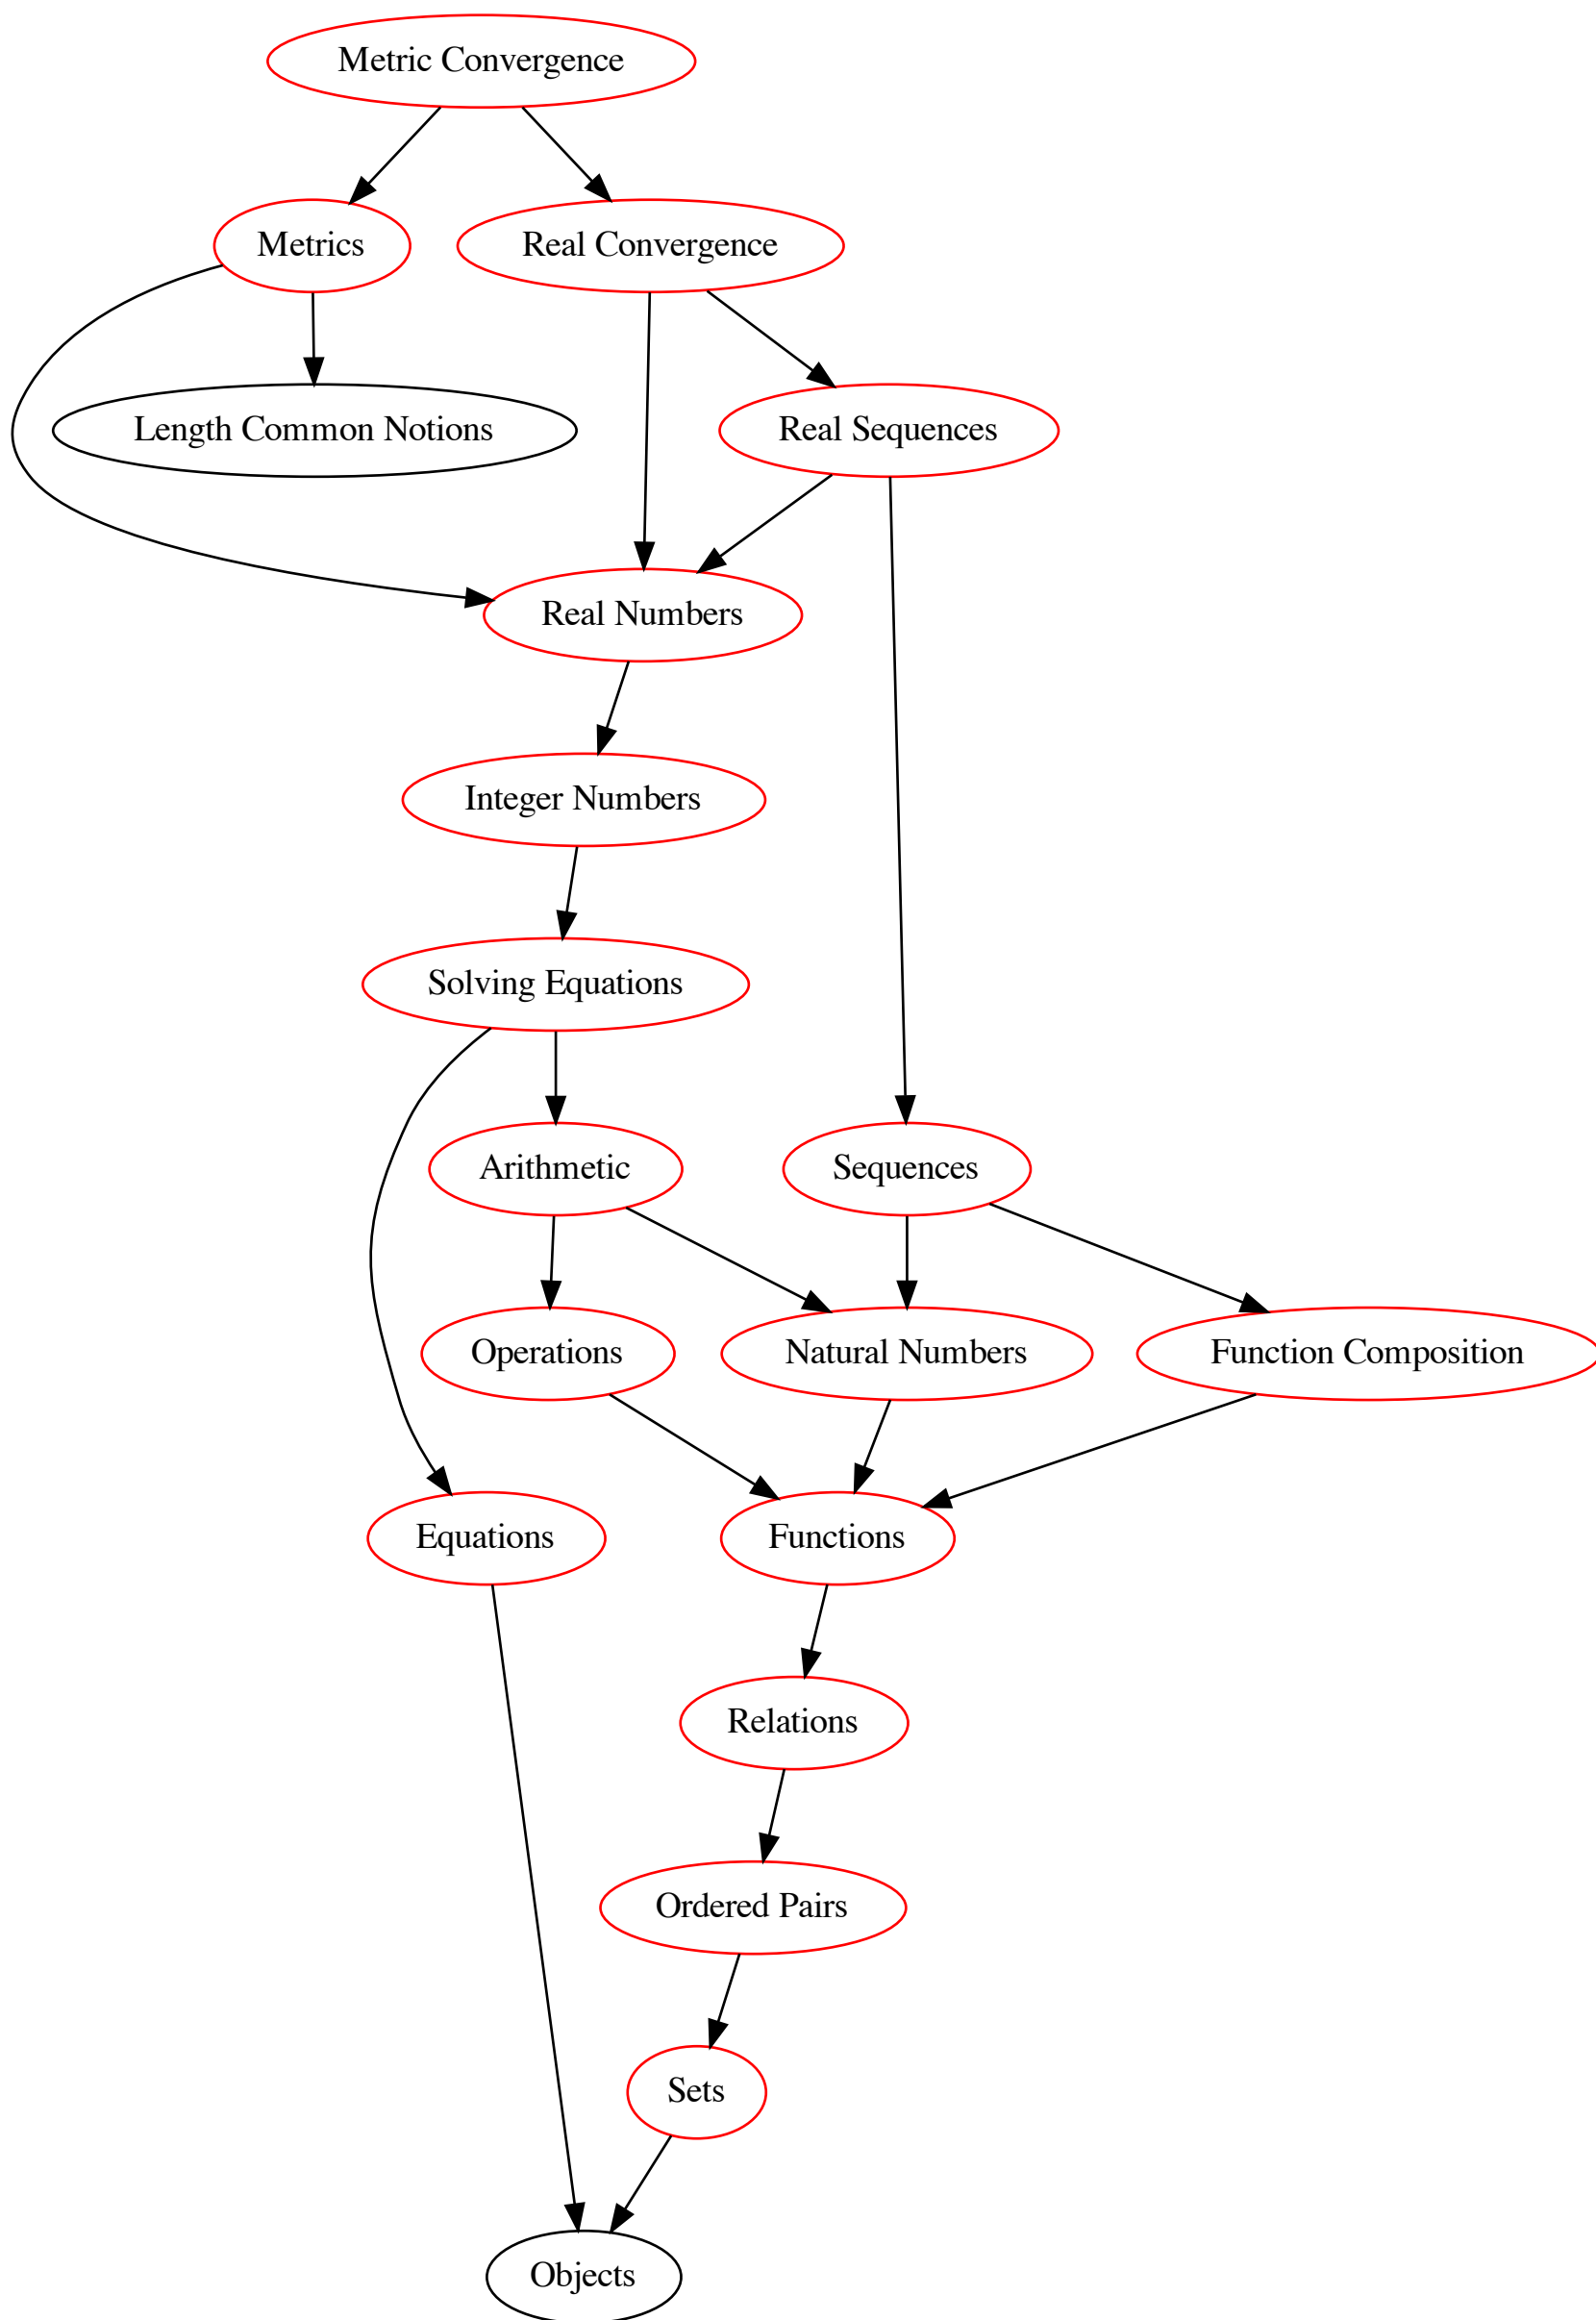 Metric Convergence
Metrics
Real Convergence
Length Common Notions
Real Sequences
Real Numbers
Integer Numbers
Solving Equations
Arithmetic
Sequences
Operations
Natural Numbers
Function Composition
Equations
Functions
Relations
Ordered Pairs
Sets
Objects